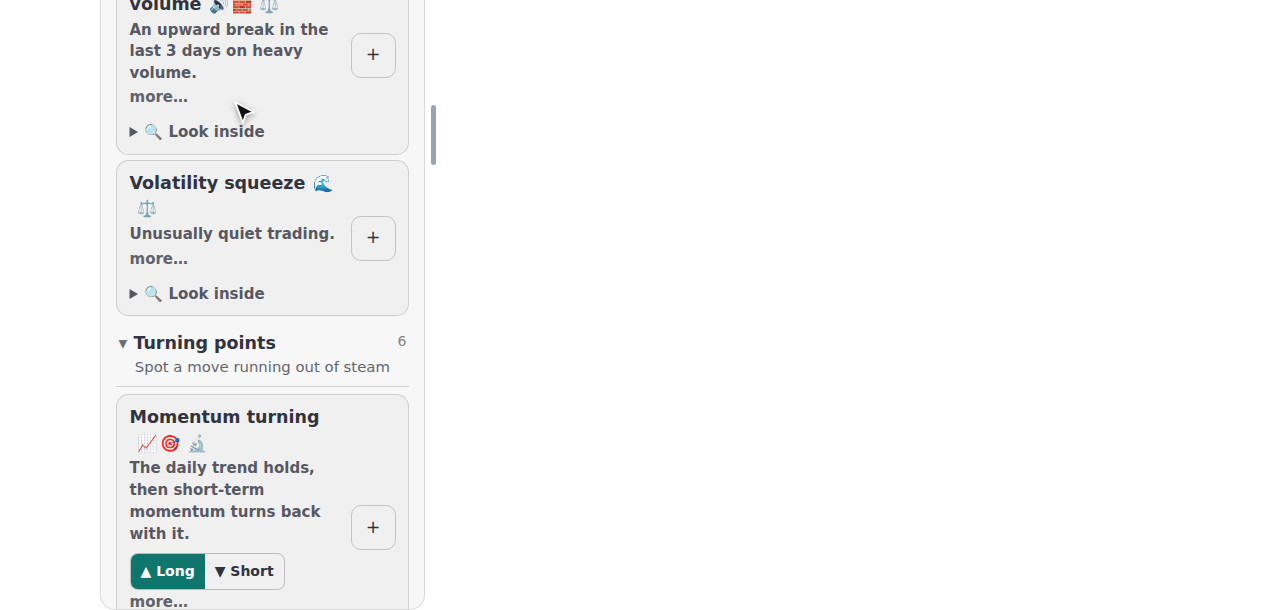 volume 🔊🧱 ⚖️
An upward break in the
last 3 days on heavy
volume.
more...
+
▶ 🔍 Look inside
Volatility squeeze 🌊
⚖️
Unusually quiet trading.
more...
+
▶ 🔍 Look inside
▼ Turning points 6
Spot a move running out of steam
Momentum turning
📈🎯 🔬
The daily trend holds,
then short-term
momentum turns back
with it.
+
▲ Long ▼ Short
more...